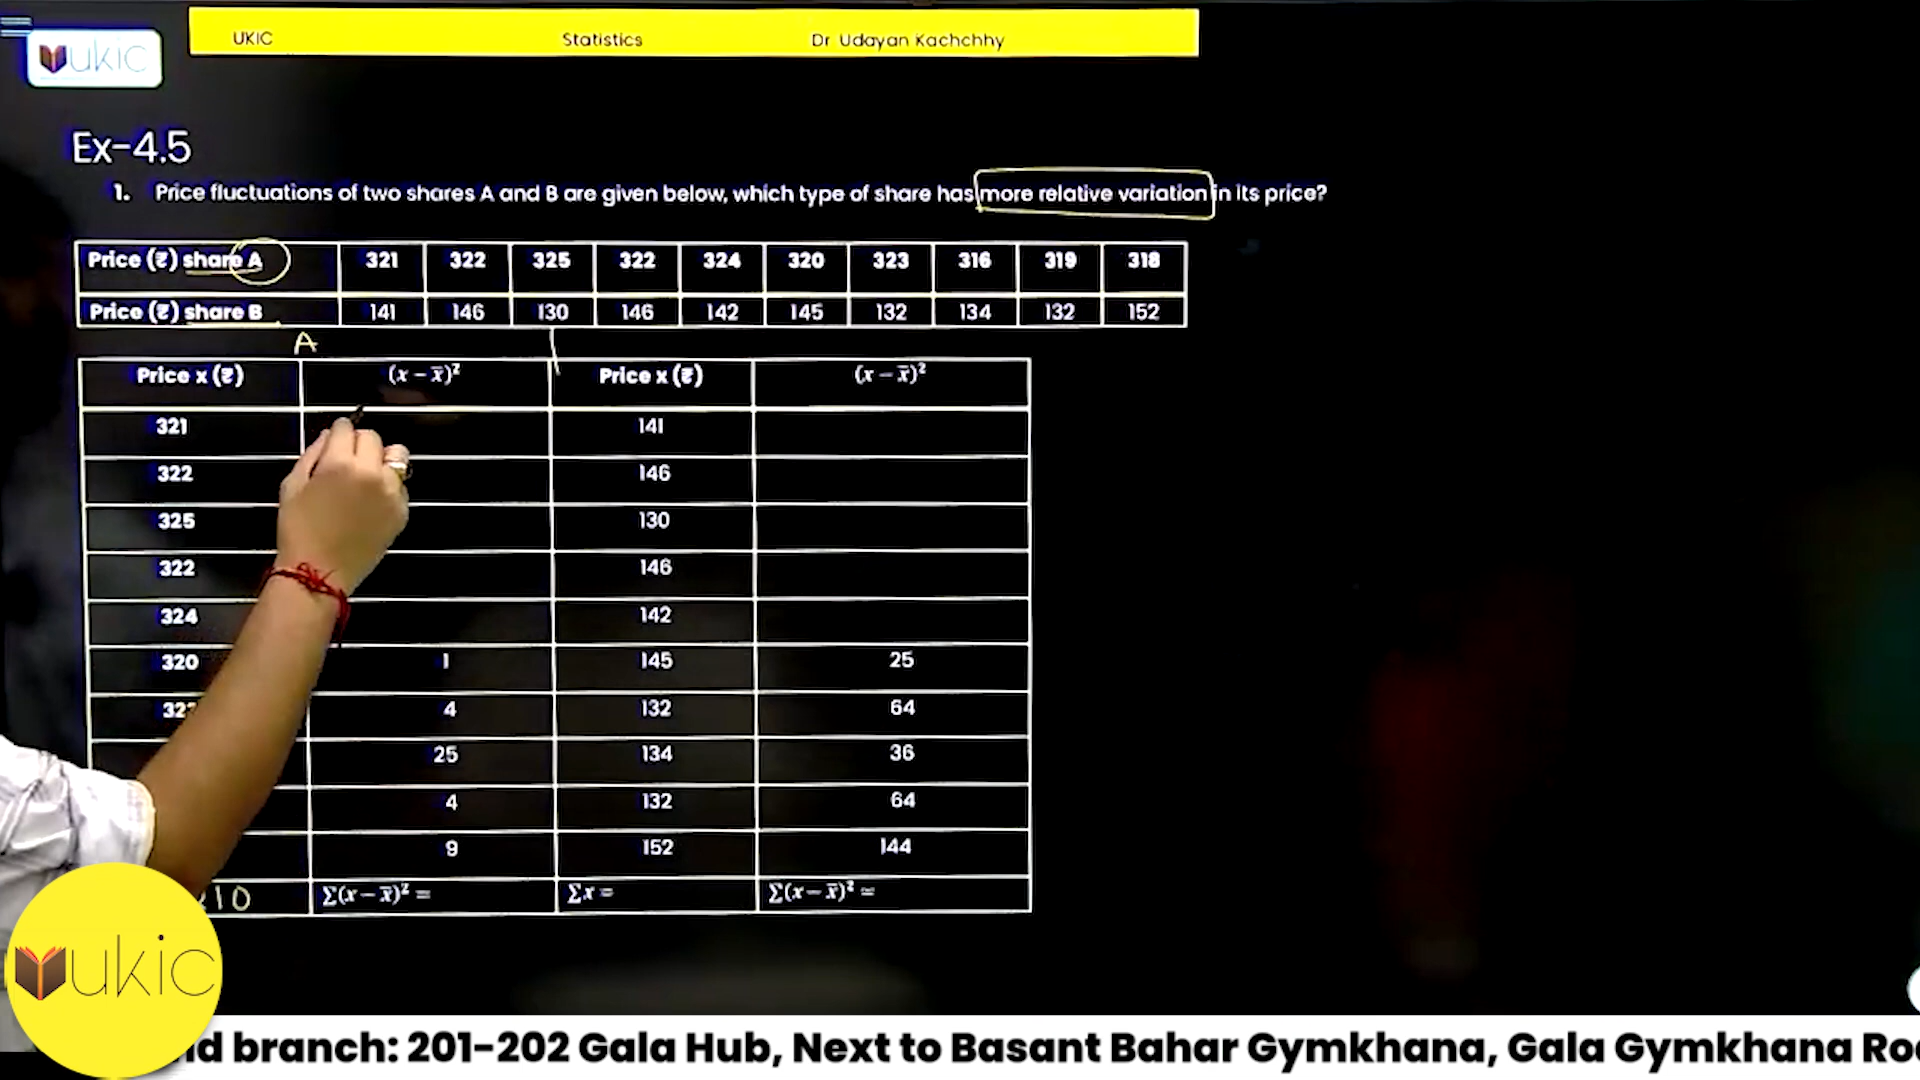 UKIC Statistics Dr Udayan Kachchhy
ukic
Ex-4.5
1. Price fluctuations of two shares A and B are given below, which type of share has more relative variation in its price?
Price (₹) share A 321 322 325 322 324 320 323 316 319 318
Price (₹) share B 141 146 130 146 142 145 132 134 132 152
A
Price x (₹) (x – x̄)² Price x (₹) (x – x̄)²
321 141
322 146
325 130
322 146
324 142
320 1 145 25
4 132 64
25 134 36
4 132 64
9 152 144
Σ(x – x̄)² = Σx = Σ(x – x̄)² =
ukic
branch: 201-202 Gala Hub, Next to Basant Bahar Gymkhana, Gala Gymkhana